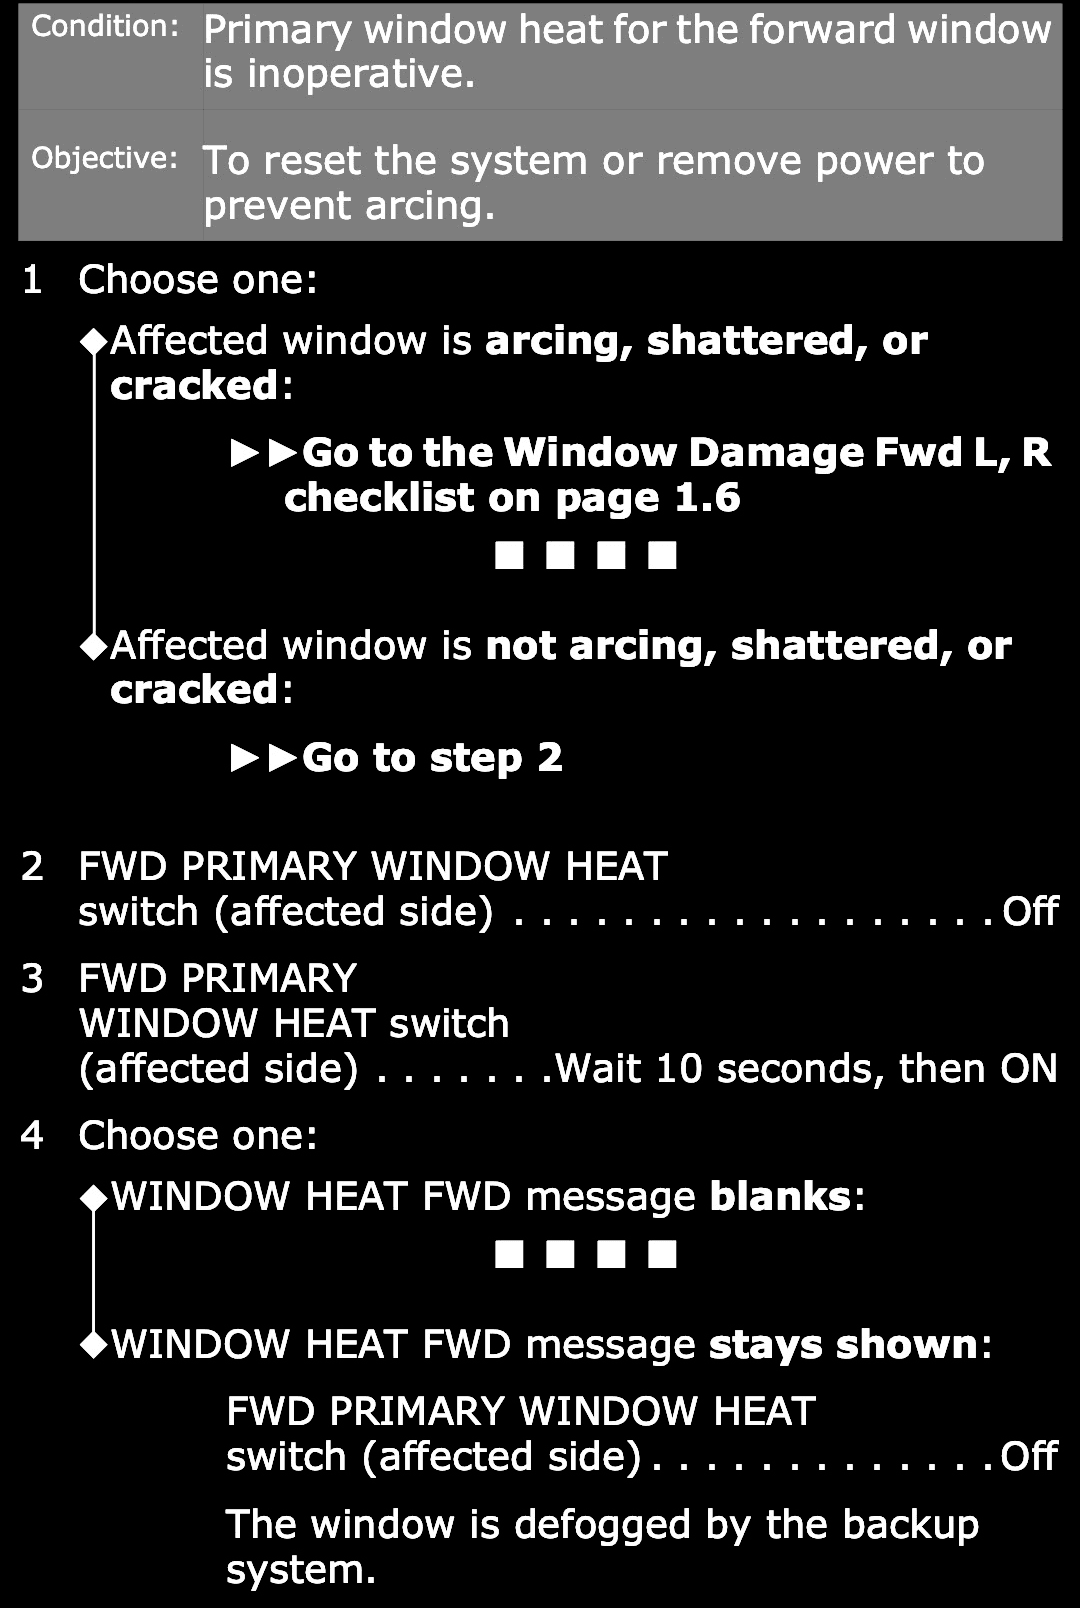 Condition: Primary window heat for the forward window
is inoperative.
Objective: To reset the system or remove power to
prevent arcing.
1 Choose one:
◆Affected window is arcing, shattered, or
cracked:
►►Go to the Window Damage Fwd L, R
checklist on page 1.6
■ ■ ■ ■
◆Affected window is not arcing, shattered, or
cracked:
►►Go to step 2
2 FWD PRIMARY WINDOW HEAT
switch (affected side) . . . . . . . . . . . . . . . . . . Off
3 FWD PRIMARY
WINDOW HEAT switch
(affected side) . . . . . . .Wait 10 seconds, then ON
4 Choose one:
◆WINDOW HEAT FWD message blanks:
■ ■ ■ ■
◆WINDOW HEAT FWD message stays shown:
FWD PRIMARY WINDOW HEAT
switch (affected side) . . . . . . . . . . . . . Off
The window is defogged by the backup
system.